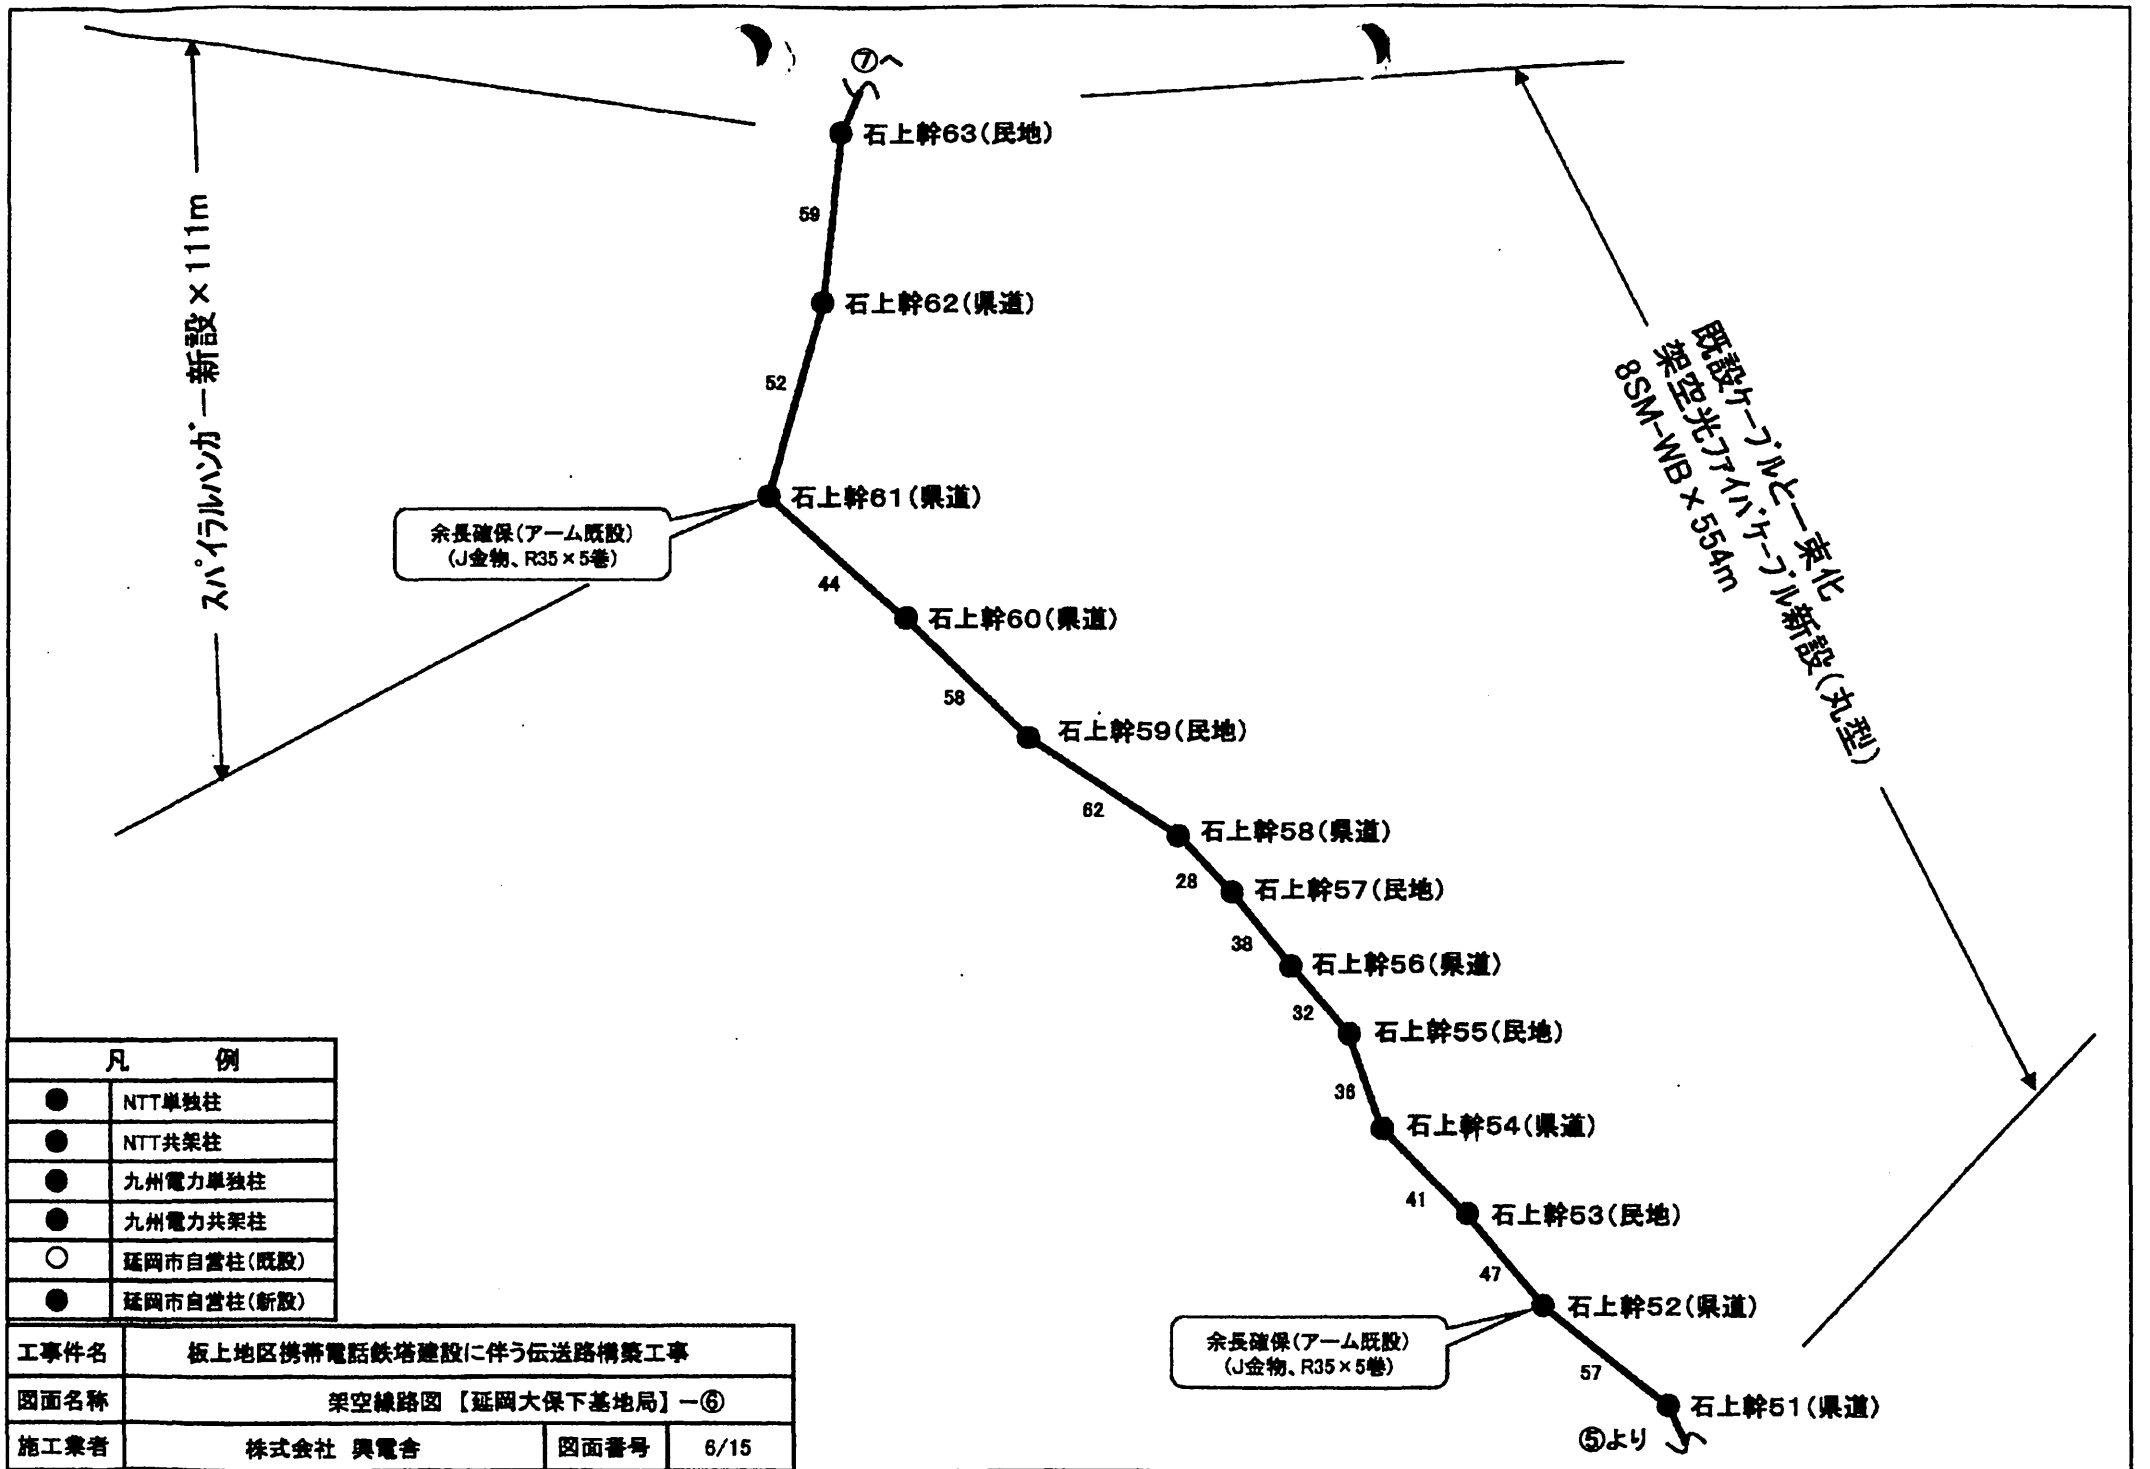 ⑦へ
石上幹63(民地)
59
石上幹62(県道)
52
石上幹61(県道)
余長確保(アーム既設)
(J金物、R35×5巻)
44
石上幹60(県道)
58
石上幹59(民地)
62
石上幹58(県道)
28
石上幹57(民地)
38
石上幹56(県道)
32
石上幹55(民地)
36
石上幹54(県道)
41
石上幹53(民地)
47
石上幹52(県道)
余長確保(アーム既設)
(J金物、R35×5巻)
57
石上幹51(県道)
⑤より
スパイラルハンガー新設×111m
既設ケーブルと一束化
架空光ファイバケーブル新設(丸型)
8SM-WB×554m
凡 例
NTT単独柱
NTT共架柱
九州電力単独柱
九州電力共架柱
延岡市自営柱(既設)
延岡市自営柱(新設)
工事件名 板上地区携帯電話鉄塔建設に伴う伝送路構築工事
図面名称 架空線路図【延岡大保下基地局】-⑥
施工業者 株式会社 興電舎 図面番号 6/15